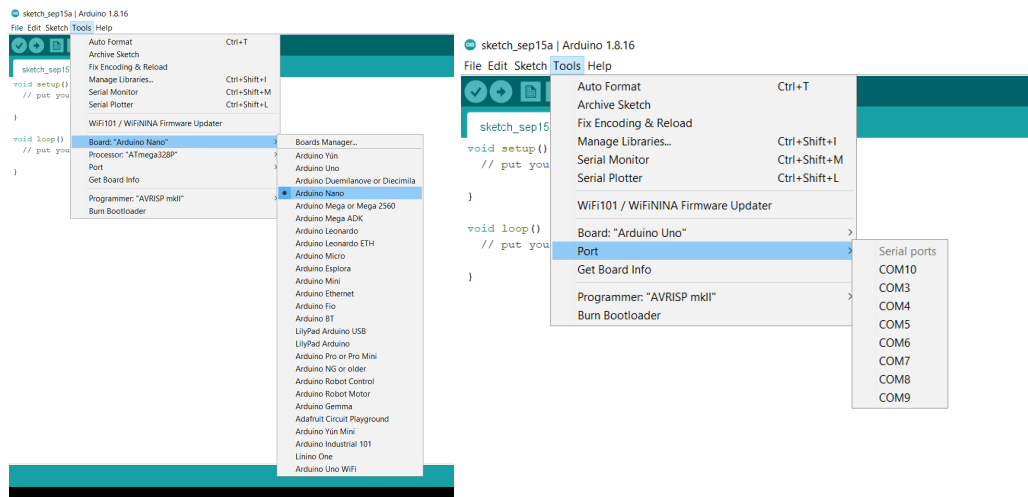 sketch_sep15a | Arduino 1.8.16
File Edit Sketch Tools Help
Auto Format Ctrl+T
Archive Sketch
Fix Encoding & Reload
Manage Libraries... Ctrl+Shift+I
Serial Monitor Ctrl+Shift+M
Serial Plotter Ctrl+Shift+L
WiFi101 / WiFiNINA Firmware Updater
Board: "Arduino Nano"
Processor: "ATmega328P"
Port
Get Board Info
Programmer: "AVRISP mkII"
Burn Bootloader
sketch_sep15
void setup()
// put you
}
void loop()
// put you
}
Boards Manager...
Arduino Yún
Arduino Uno
Arduino Duemilanove or Diecimila
Arduino Nano
Arduino Mega or Mega 2560
Arduino Mega ADK
Arduino Leonardo
Arduino Leonardo ETH
Arduino Micro
Arduino Esplora
Arduino Mini
Arduino Ethernet
Arduino Fio
Arduino BT
LilyPad Arduino USB
LilyPad Arduino
Arduino Pro or Pro Mini
Arduino NG or older
Arduino Robot Control
Arduino Robot Motor
Arduino Gemma
Adafruit Circuit Playground
Arduino Yún Mini
Arduino Industrial 101
Linino One
Arduino Uno WiFi
sketch_sep15a | Arduino 1.8.16
File Edit Sketch Tools Help
Auto Format Ctrl+T
Archive Sketch
Fix Encoding & Reload
Manage Libraries... Ctrl+Shift+I
Serial Monitor Ctrl+Shift+M
Serial Plotter Ctrl+Shift+L
WiFi101 / WiFiNINA Firmware Updater
Board: "Arduino Uno"
Port
Get Board Info
Programmer: "AVRISP mkII"
Burn Bootloader
sketch_sep15
void setup()
// put you
}
void loop()
// put you
}
Serial ports
COM10
COM3
COM4
COM5
COM6
COM7
COM8
COM9